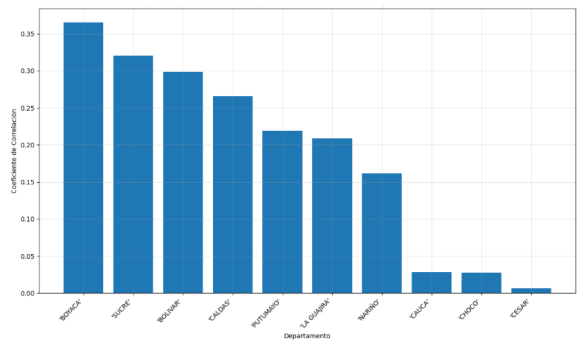 0.35
0.30
0.25
0.20
0.15
0.10
0.05
0.00
Coeficiente de Correlación
'BOYACA'
'SUCRE'
'BOLIVAR'
'CALDAS'
'PUTUMAYO'
'LA GUAJIRA'
'NARIÑO'
'CAUCA'
'CHOCO'
'CESAR'
Departamento